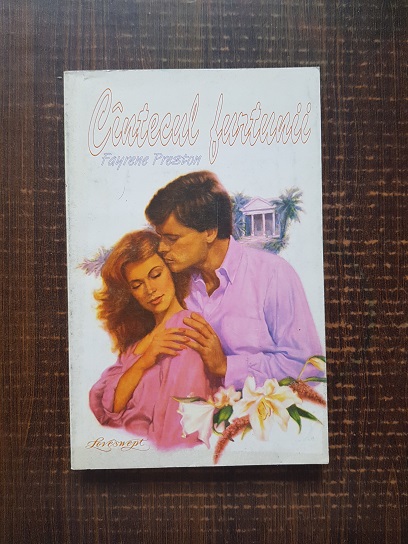 Cîntecul furtunii
Fayrene Preston
Loveswept